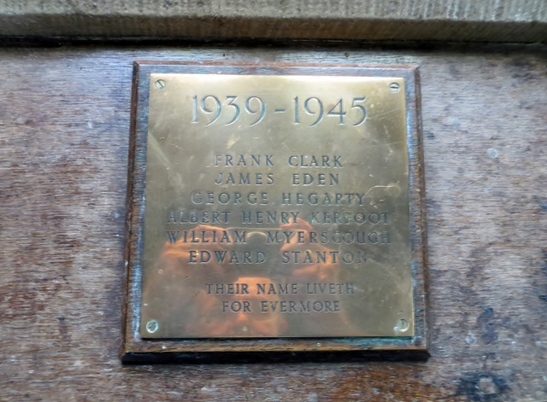 1939-1945
FRANK CLARK
JAMES EDEN
GEORGE HEGARTY
ALBERT HENRY KERFOOT
WILLIAM MYERSCOUGH
EDWARD STANTON
THEIR NAME LIVETH
FOR EVERMORE